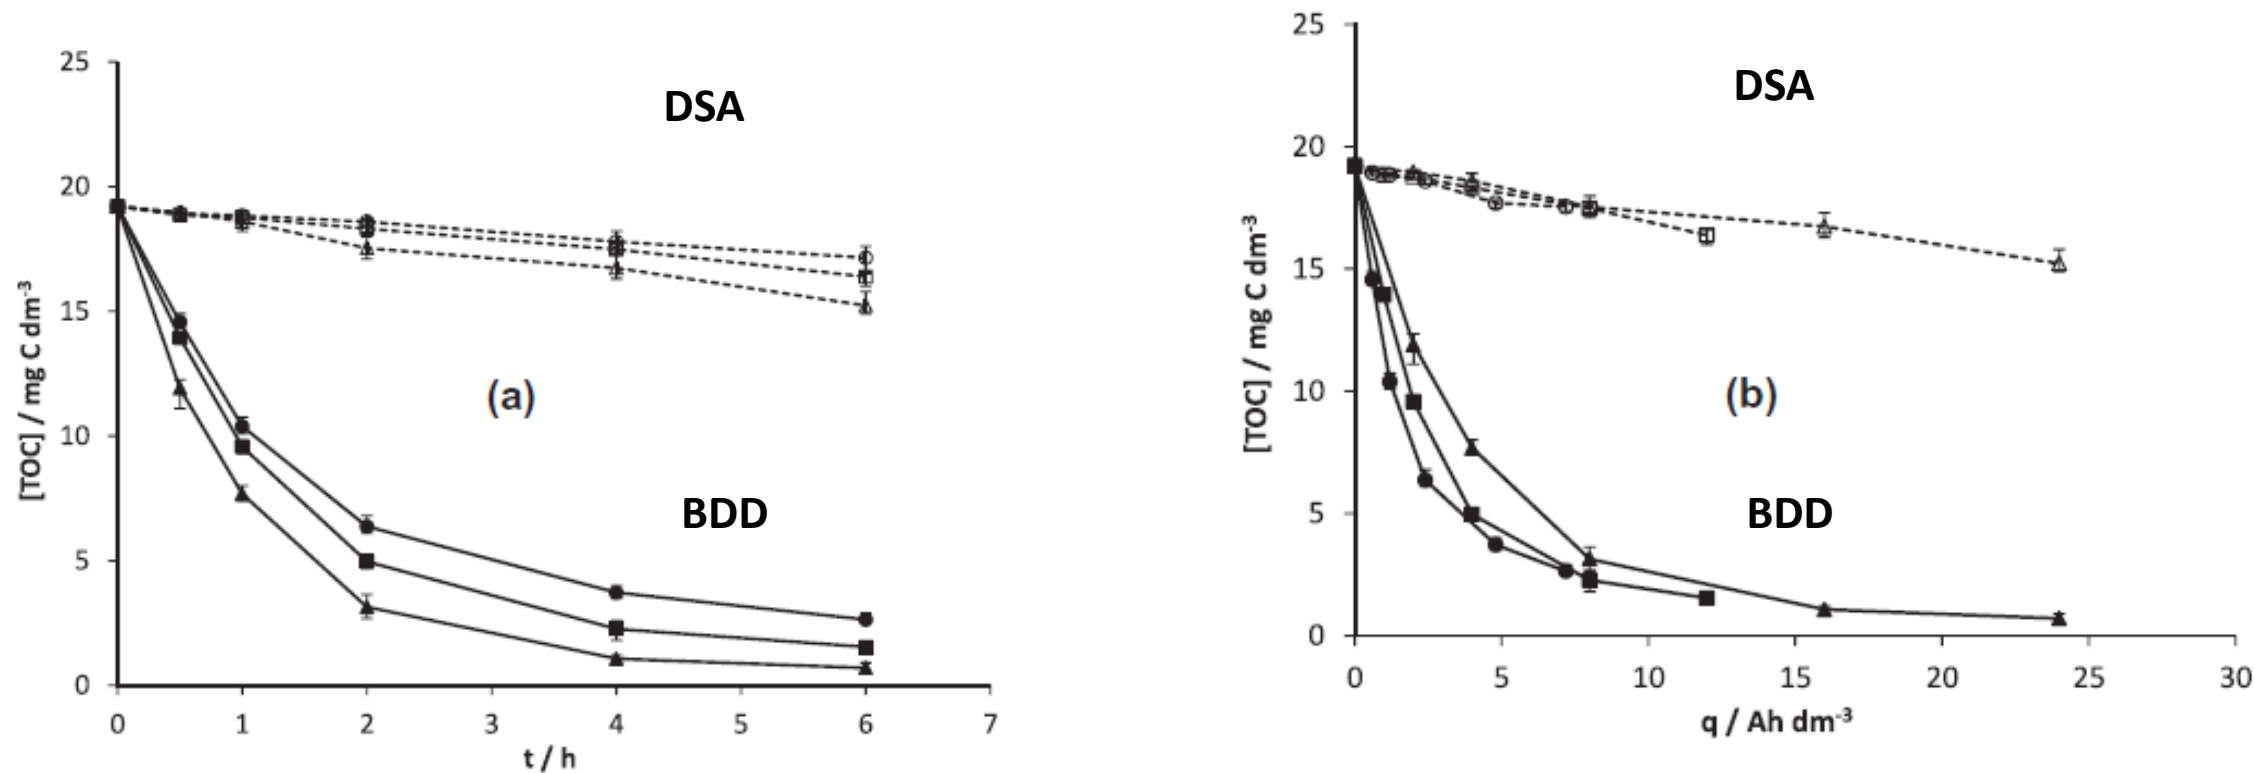 DSA
25
20
15
10
5
0
[TOC] / mg C dm-3
(a)
BDD
0 1 2 3 4 5 6 7
t / h
DSA
25
20
15
10
5
0
[TOC] / mg C dm-3
(b)
BDD
0 5 10 15 20 25 30
q / Ah dm-3